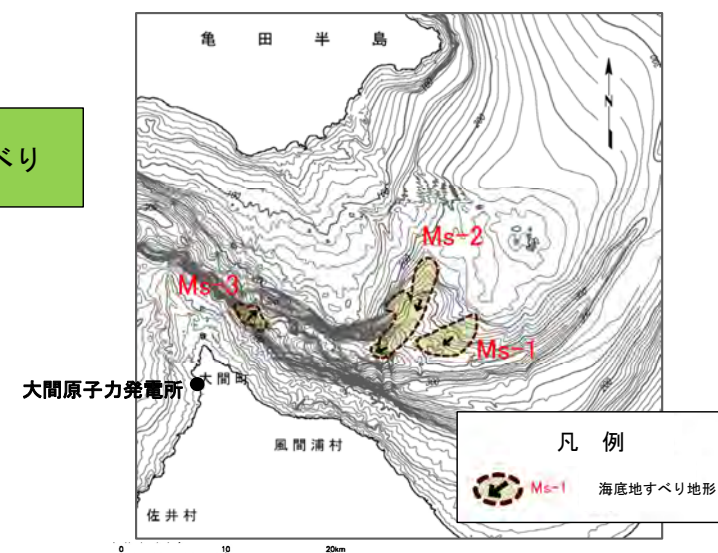 亀田半島
N
べり
Ms-2
Ms-3
Ms-1
大間原子力発電所
大間町
風間浦村
佐井村
凡 例
Ms-1 海底地すべり地形
0 10 20km